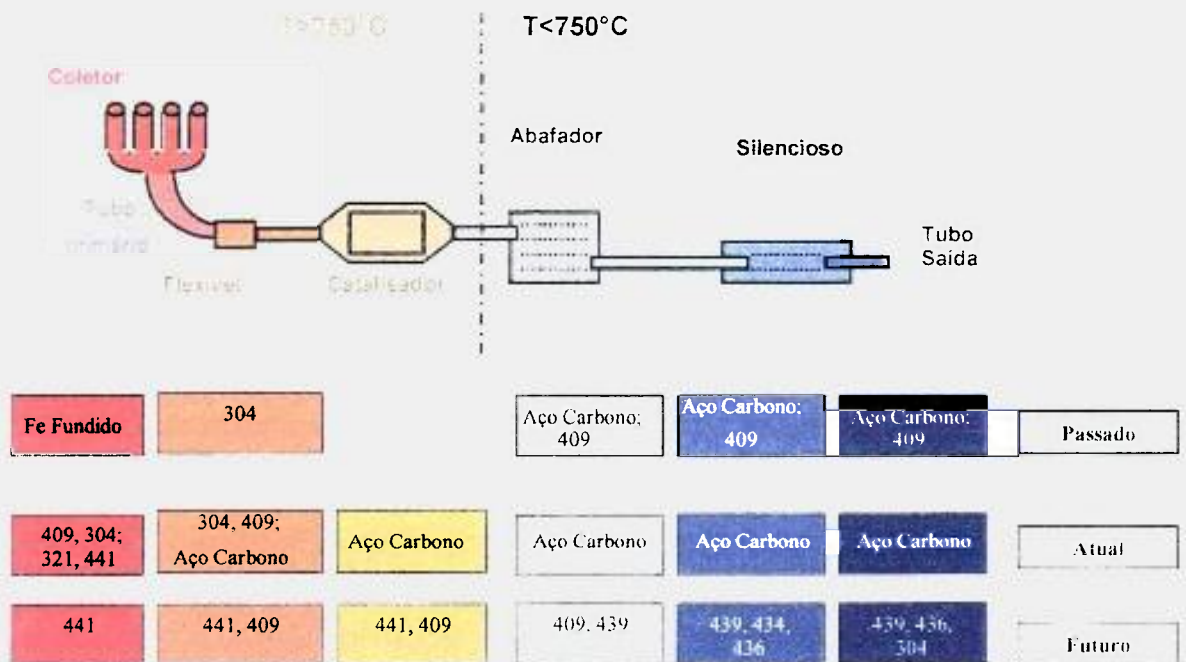 T>750°C
T<750°C
Coletor
Abafador
Silencioso
Tubo
primário
Tubo
Saída
Flexível
Catalisador
Fe Fundido
304
Aço Carbono;
409
Aço Carbono;
409
Aço Carbono;
409
Passado
409, 304;
321, 441
304, 409;
Aço Carbono
Aço Carbono
Aço Carbono
Aço Carbono
Aço Carbono
Atual
441
441, 409
441, 409
409, 439
439, 434,
436
439, 436,
304
Futuro